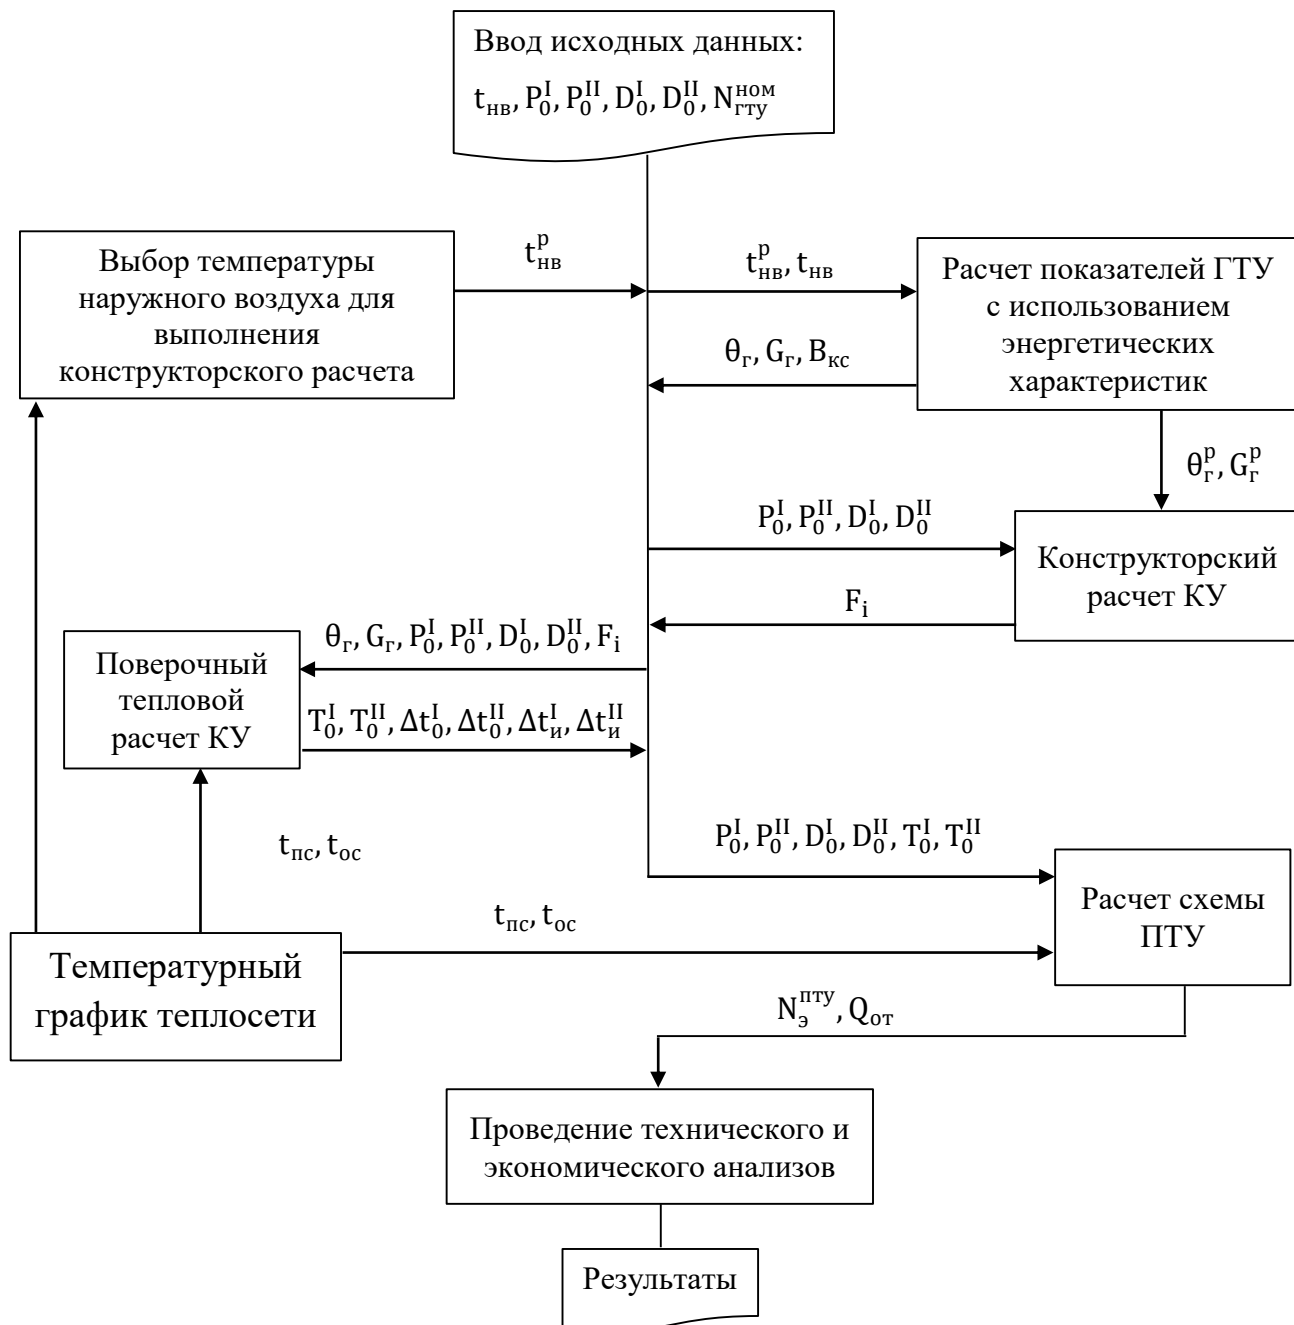 Ввод исходных данных:
t_нв, P_0^I, P_0^II, D_0^I, D_0^II, N_гту^ном
Выбор температуры
наружного воздуха для
выполнения
конструкторского расчета
t_нв^р
t_нв^р, t_нв
Расчет показателей ГТУ
с использованием
энергетических
характеристик
θ_г, G_г, B_кс
θ_г^р, G_г^р
P_0^I, P_0^II, D_0^I, D_0^II
Конструкторский
расчет КУ
F_i
θ_г, G_г, P_0^I, P_0^II, D_0^I, D_0^II, F_i
Поверочный
тепловой
расчет КУ
T_0^I, T_0^II, Δt_0^I, Δt_0^II, Δt_и^I, Δt_и^II
t_пс, t_ос
P_0^I, P_0^II, D_0^I, D_0^II, T_0^I, T_0^II
Расчет схемы
ПТУ
t_пс, t_ос
Температурный
график теплосети
N_э^пту, Q_от
Проведение технического и
экономического анализов
Результаты